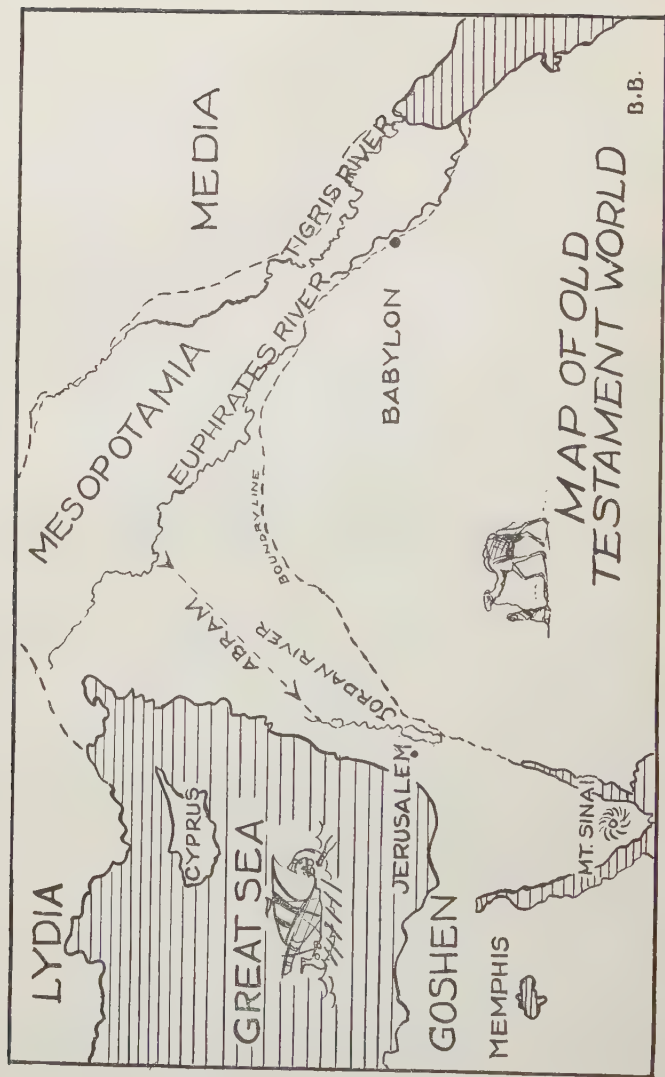 LYDIA
CYPRUS
GREAT SEA
JERUSALEM
GOSHEN
MEMPHIS
MT. SINAI
MESOPOTAMIA
MEDIA
TIGRIS RIVER
EUPHRATES RIVER
ABRAM
JORDAN RIVER
BOUNDRY LINE
BABYLON
MAP OF OLD
TESTAMENT WORLD
B.B.